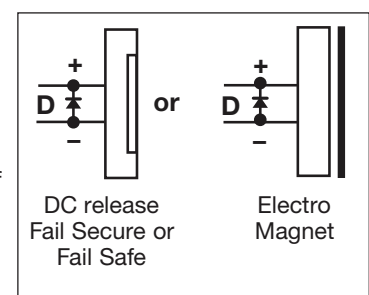 +
D
–
or
+
D
–
DC release
Fail Secure or
Fail Safe
Electro
Magnet